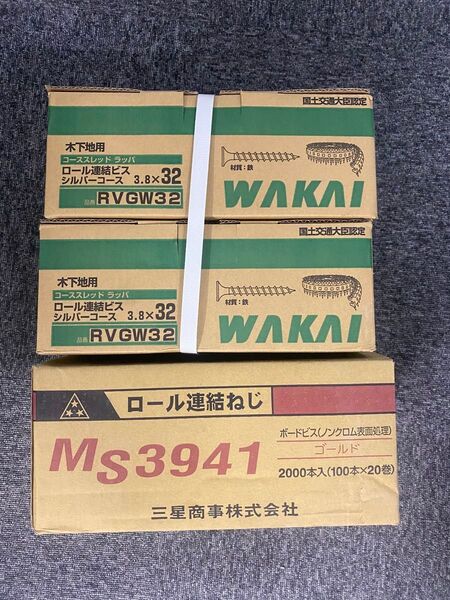 国土交通大臣認定
木下地用
コーススレッド ラッパ
ロール連結ビス
シルバーコース 3.8×32
品番 RVGW32
材質:鉄
WAKAI
国土交通大臣認定
木下地用
コーススレッド ラッパ
ロール連結ビス
シルバーコース 3.8×32
品番 RVGW32
材質:鉄
WAKAI
ロール連結ねじ
MS3941
ボードビス(ノンクロム表面処理)
ゴールド
2000本入(100本×20巻)
三星商事株式会社